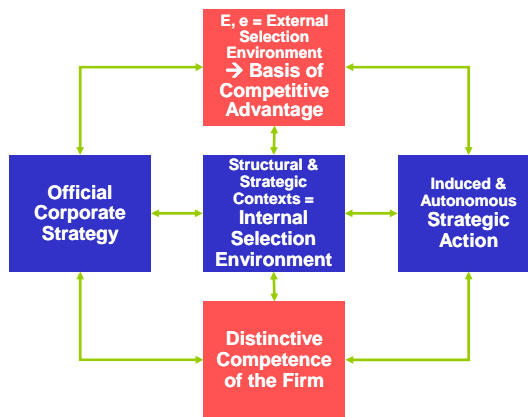 E, e = External
Selection
Environment
→ Basis of
Competitive
Advantage
Official
Corporate
Strategy
Structural &
Strategic
Contexts =
Internal
Selection
Environment
Induced &
Autonomous
Strategic
Action
Distinctive
Competence
of the Firm